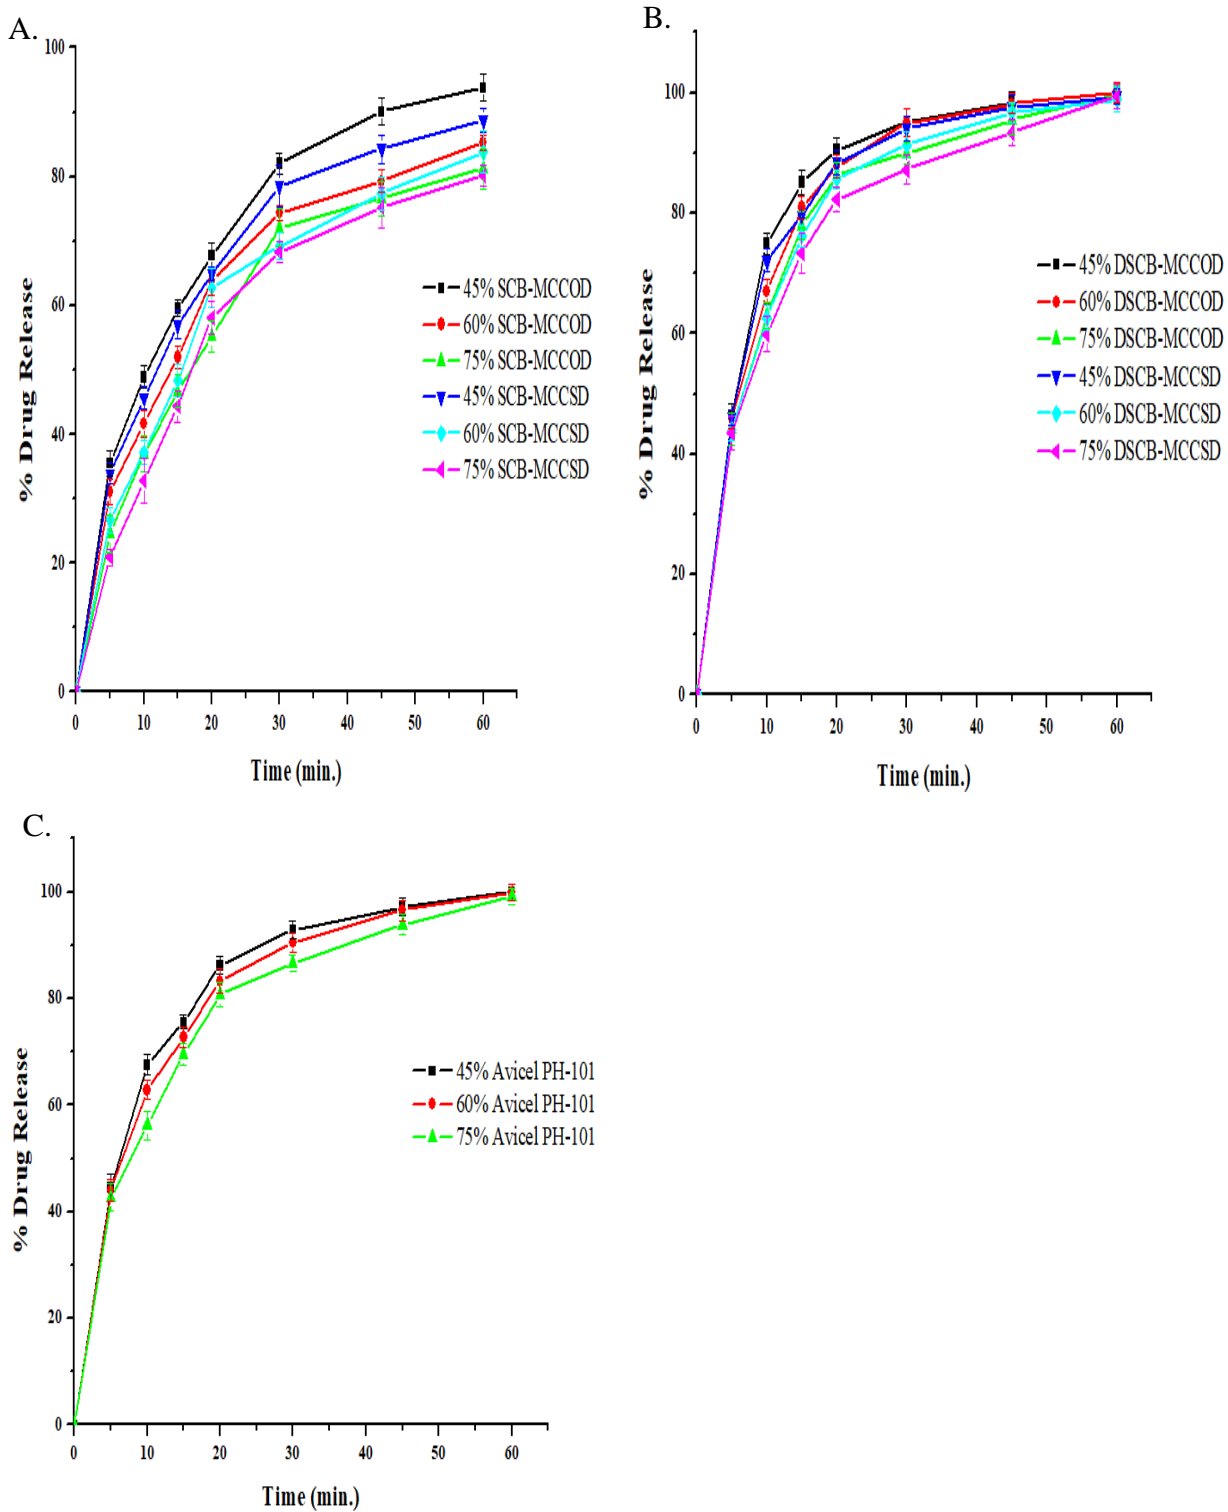 A.
100
80
60
40
20
0
% Drug Release
0 10 20 30 40 50 60
Time (min.)
45% SCB-MCCOD
60% SCB-MCCOD
75% SCB-MCCOD
45% SCB-MCCSD
60% SCB-MCCSD
75% SCB-MCCSD
B.
100
80
60
40
20
0
% Drug Release
0 10 20 30 40 50 60
Time (min.)
45% DSCB-MCCOD
60% DSCB-MCCOD
75% DSCB-MCCOD
45% DSCB-MCCSD
60% DSCB-MCCSD
75% DSCB-MCCSD
C.
100
80
60
40
20
0
% Drug Release
0 10 20 30 40 50 60
Time (min.)
45% Avicel PH-101
60% Avicel PH-101
75% Avicel PH-101